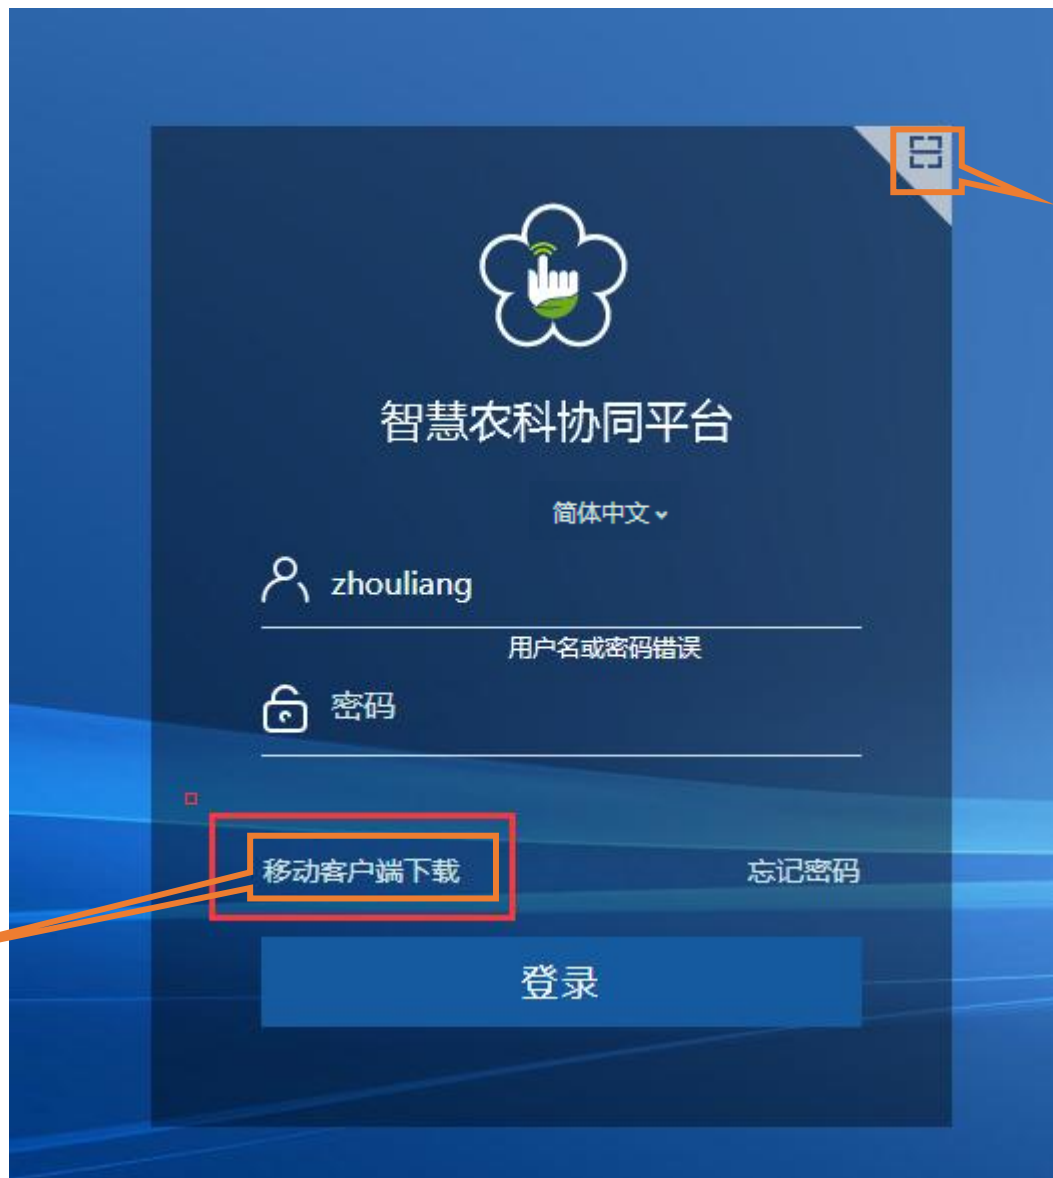 智慧农科协同平台
简体中文
zhouliang
用户名或密码错误
密码
移动客户端下载 忘记密码
登录